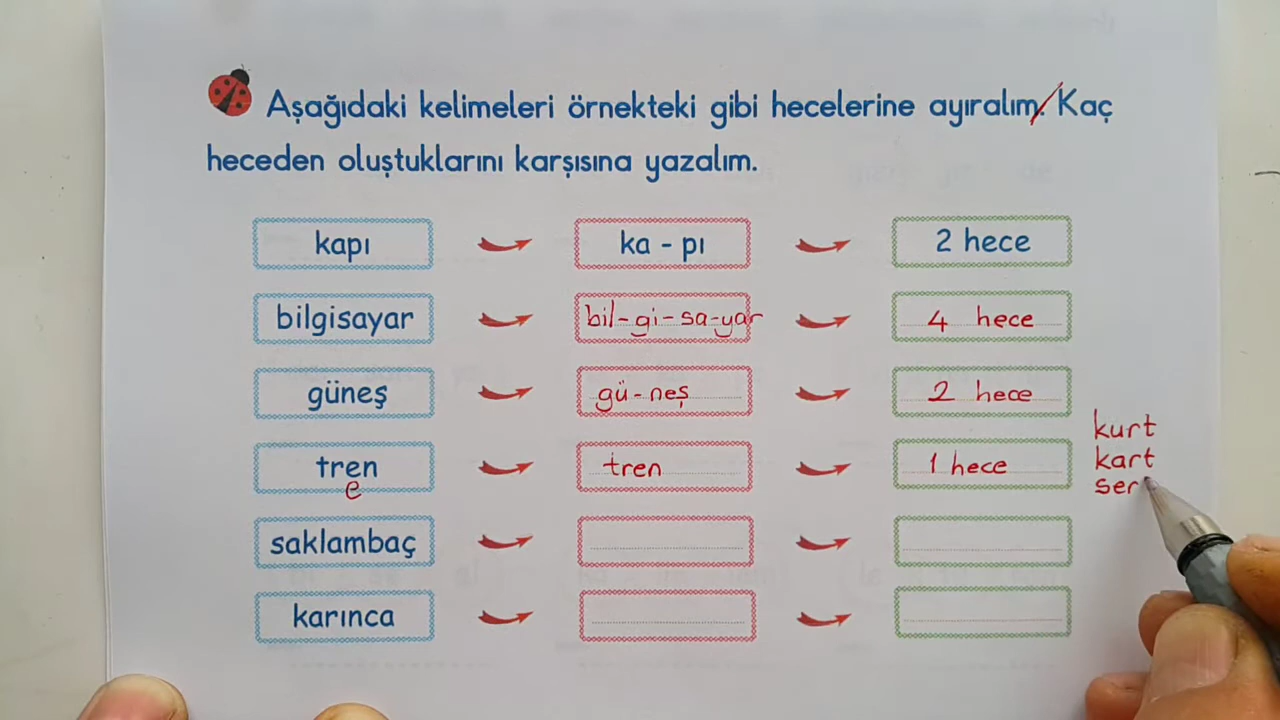 Aşağıdaki kelimeleri örnekteki gibi hecelerine ayıralım. Kaç
heceden oluştuklarını karşısına yazalım.
kapı ka - pı 2 hece
bilgisayar bil-gi-sa-yar 4 hece
güneş gü-neş 2 hece
kurt
tren tren 1 hece kart
e ser
saklambaç
karınca